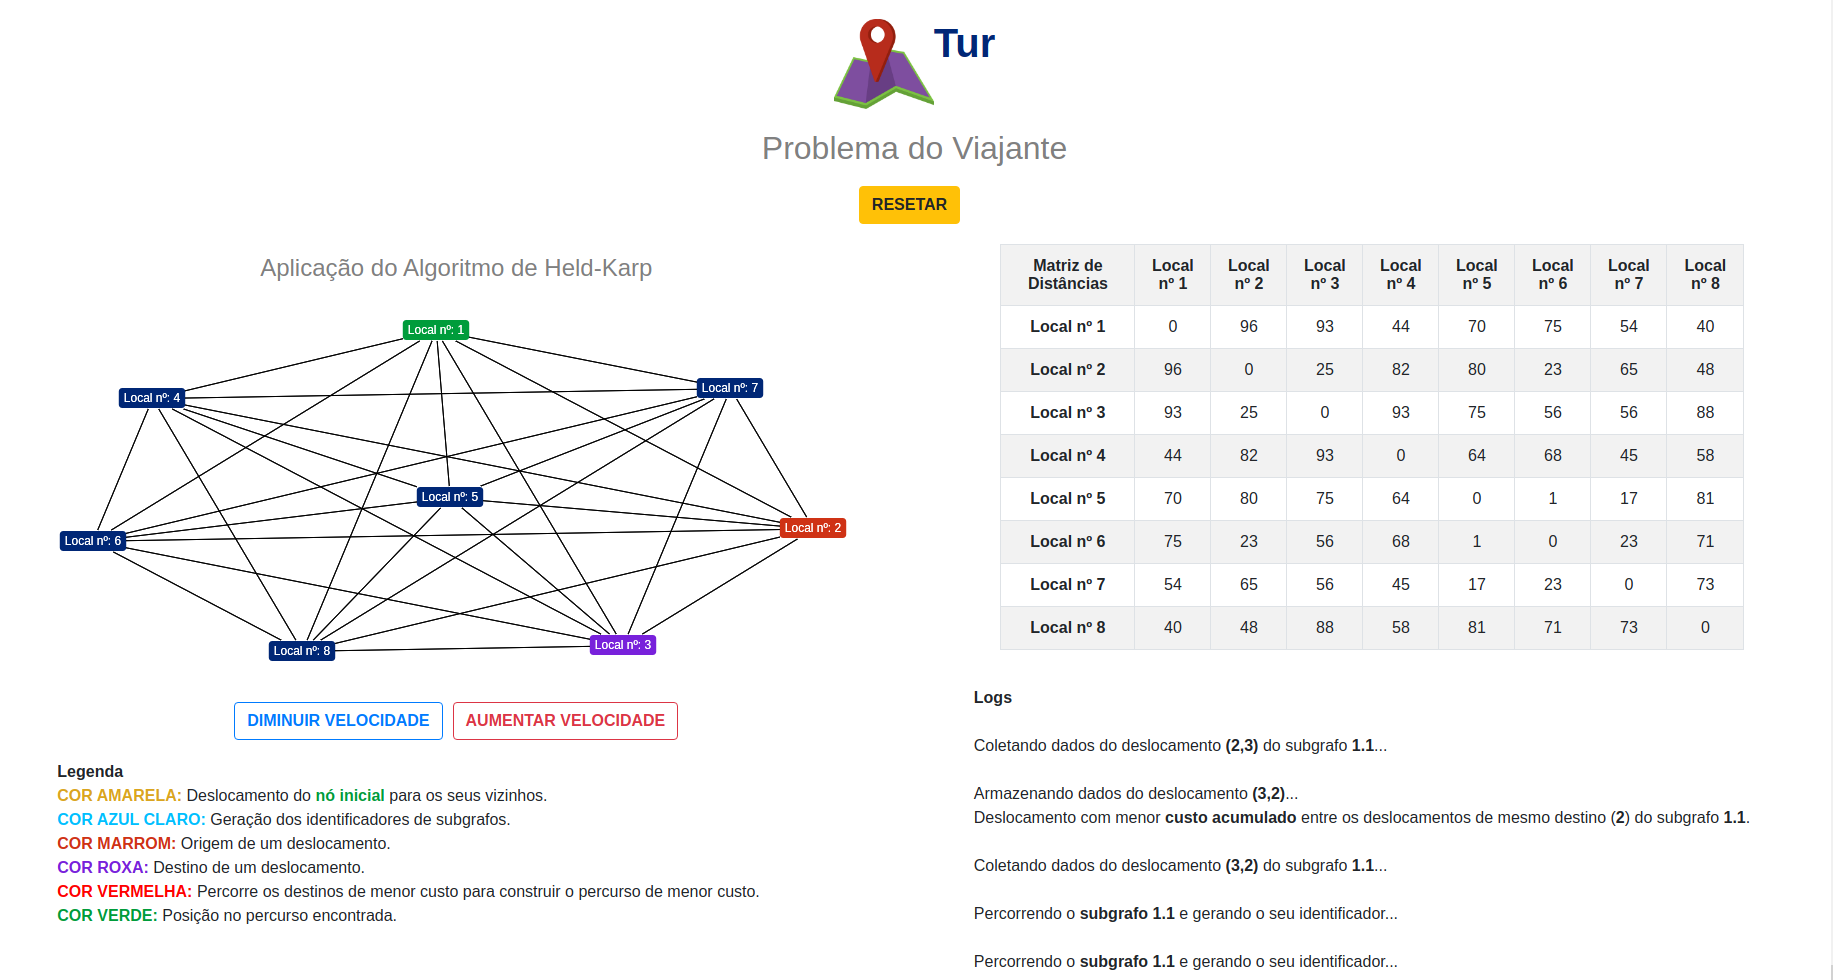 Tur
Problema do Viajante
RESETAR
Aplicação do Algoritmo de Held-Karp
Local nº: 1
Local nº: 7
Local nº: 4
Local nº: 5
Local nº: 2
Local nº: 6
Local nº: 3
Local nº: 8
DIMINUIR VELOCIDADE AUMENTAR VELOCIDADE
Legenda
COR AMARELA: Deslocamento do nó inicial para os seus vizinhos.
COR AZUL CLARO: Geração dos identificadores de subgrafos.
COR MARROM: Origem de um deslocamento.
COR ROXA: Destino de um deslocamento.
COR VERMELHA: Percorre os destinos de menor custo para construir o percurso de menor custo.
COR VERDE: Posição no percurso encontrada.
Matriz de Local Local Local Local Local Local Local Local
Distâncias nº 1 nº 2 nº 3 nº 4 nº 5 nº 6 nº 7 nº 8
Local nº 1 0 96 93 44 70 75 54 40
Local nº 2 96 0 25 82 80 23 65 48
Local nº 3 93 25 0 93 75 56 56 88
Local nº 4 44 82 93 0 64 68 45 58
Local nº 5 70 80 75 64 0 1 17 81
Local nº 6 75 23 56 68 1 0 23 71
Local nº 7 54 65 56 45 17 23 0 73
Local nº 8 40 48 88 58 81 71 73 0
Logs
Coletando dados do deslocamento (2,3) do subgrafo 1.1...
Armazenando dados do deslocamento (3,2)...
Deslocamento com menor custo acumulado entre os deslocamentos de mesmo destino (2) do subgrafo 1.1.
Coletando dados do deslocamento (3,2) do subgrafo 1.1...
Percorrendo o subgrafo 1.1 e gerando o seu identificador...
Percorrendo o subgrafo 1.1 e gerando o seu identificador...